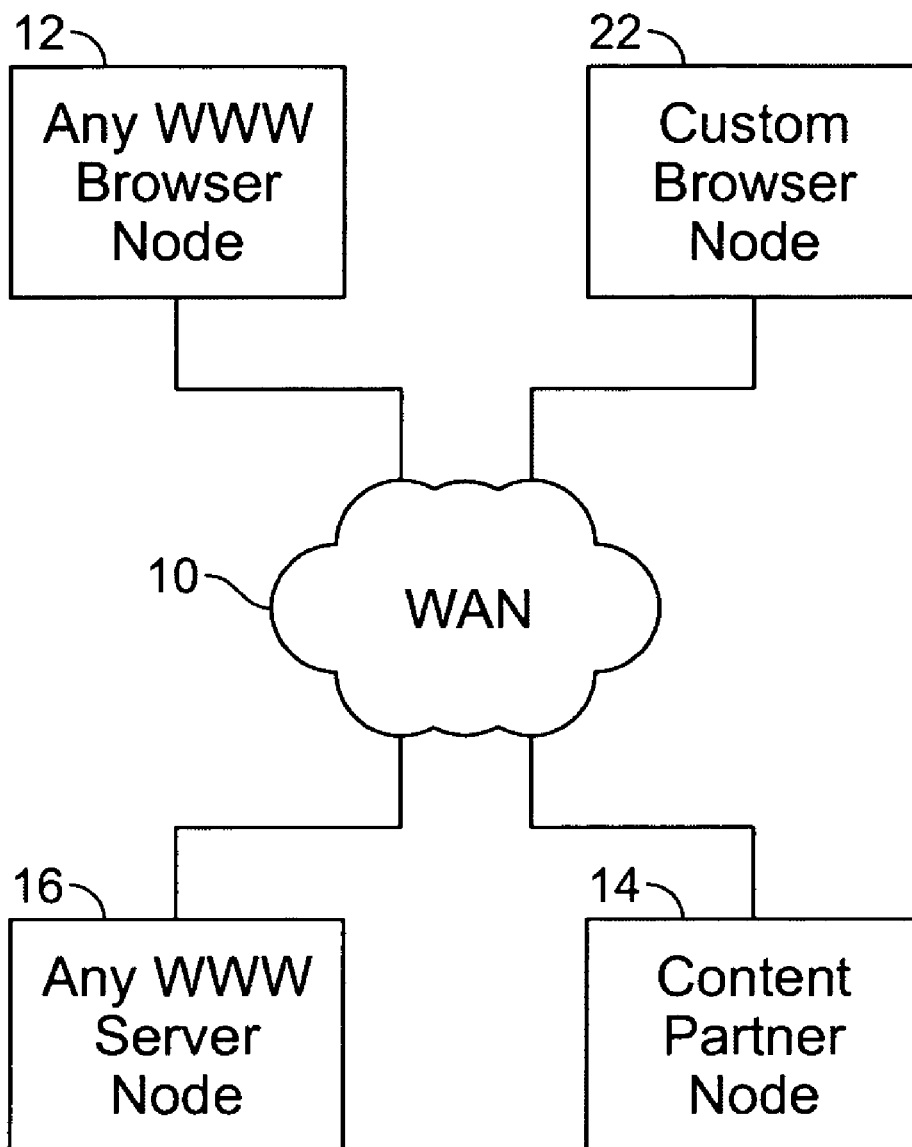 12
Any WWW
Browser
Node
22
Custom
Browser
Node
10
WAN
16
Any WWW
Server
Node
14
Content
Partner
Node